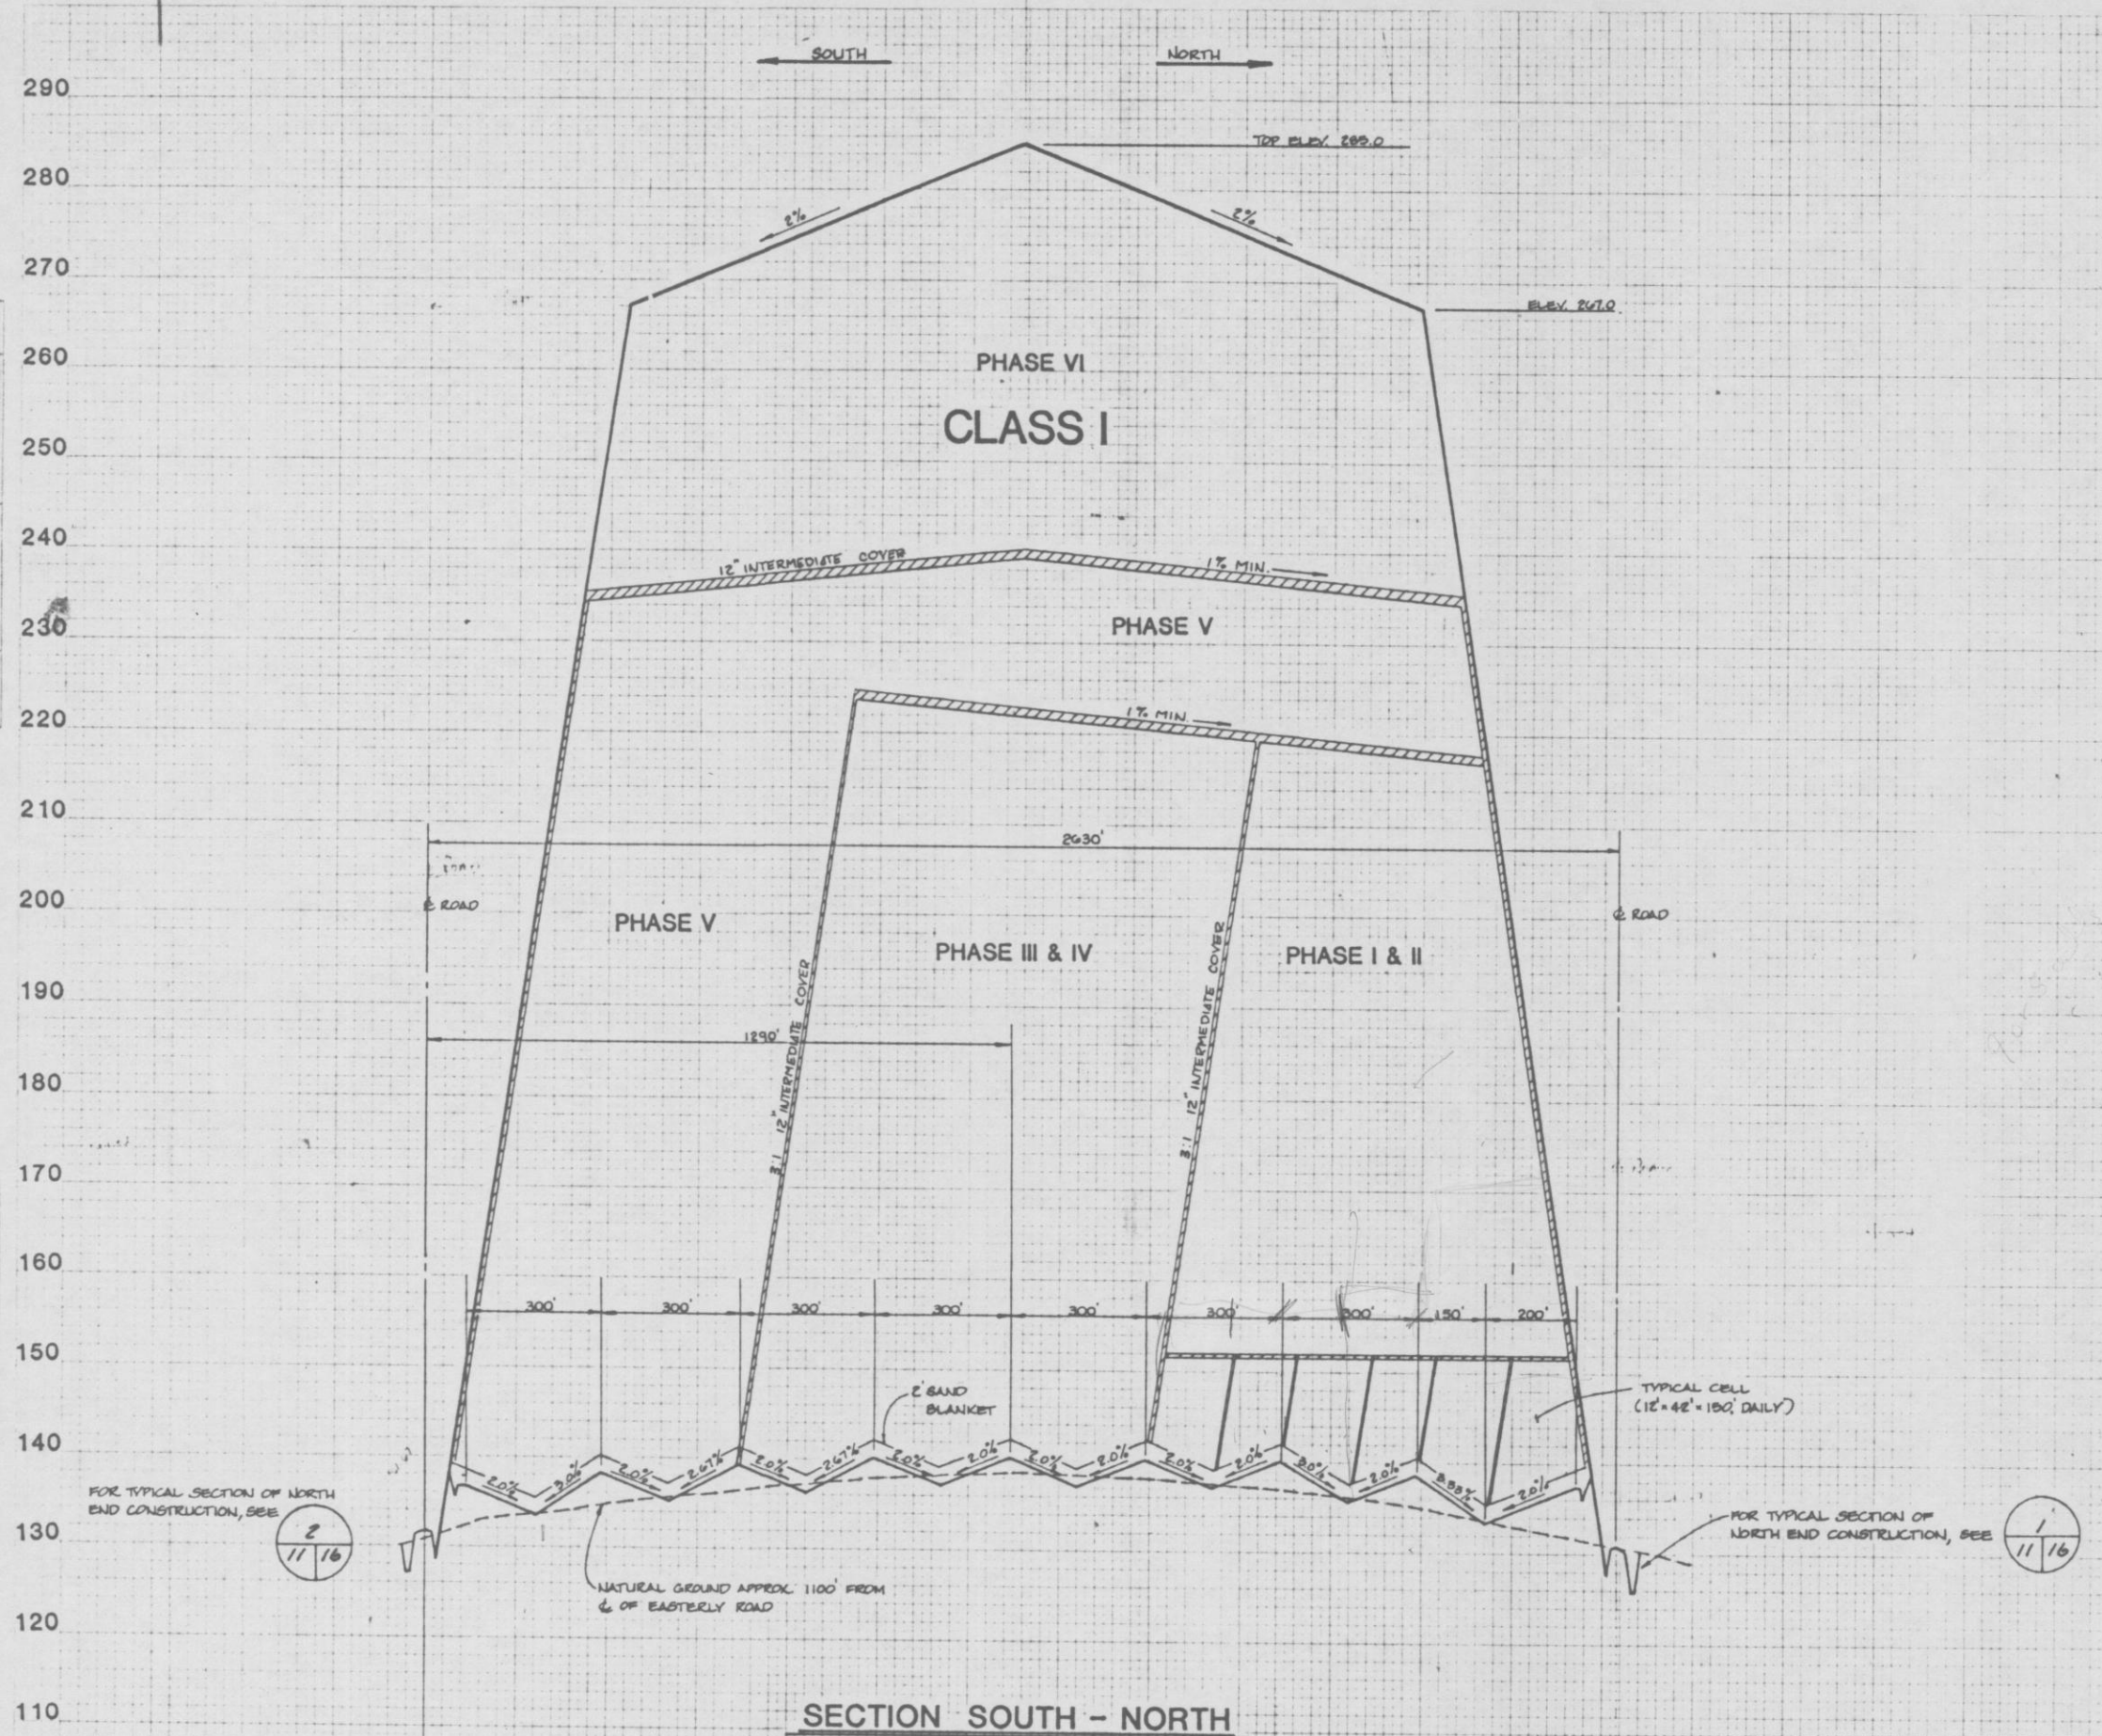 SOUTH
NORTH
290
TOP ELEV. 285.0
280
2%
2%
270
ELEV. 267.0
260
PHASE VI
CLASS I
250
240
12" INTERMEDIATE COVER
1% MIN.
230
PHASE V
220
1% MIN.
210
2630'
200
℄ ROAD
℄ ROAD
PHASE V
PHASE III & IV
PHASE I & II
190
1290'
3:1 12" INTERMEDIATE COVER
3:1 12" INTERMEDIATE COVER
180
170
160
300' 300' 300' 300' 300' 300' 300' 150' 200'
150
2' SAND
BLANKET
TYPICAL CELL
(12' × 42' × 150', DAILY)
140
2.0% 3.0% 2.0% 2.67% 2.0% 2.67% 2.0% 2.0% 2.0% 2.0% 2.0% 2.0% 2.0% 2.0% 3.33% 2.0%
FOR TYPICAL SECTION OF NORTH
END CONSTRUCTION, SEE
2
11 16
130
FOR TYPICAL SECTION OF
NORTH END CONSTRUCTION, SEE
1
11 16
NATURAL GROUND APPROX. 1100' FROM
℄ OF EASTERLY ROAD
120
110
SECTION SOUTH - NORTH